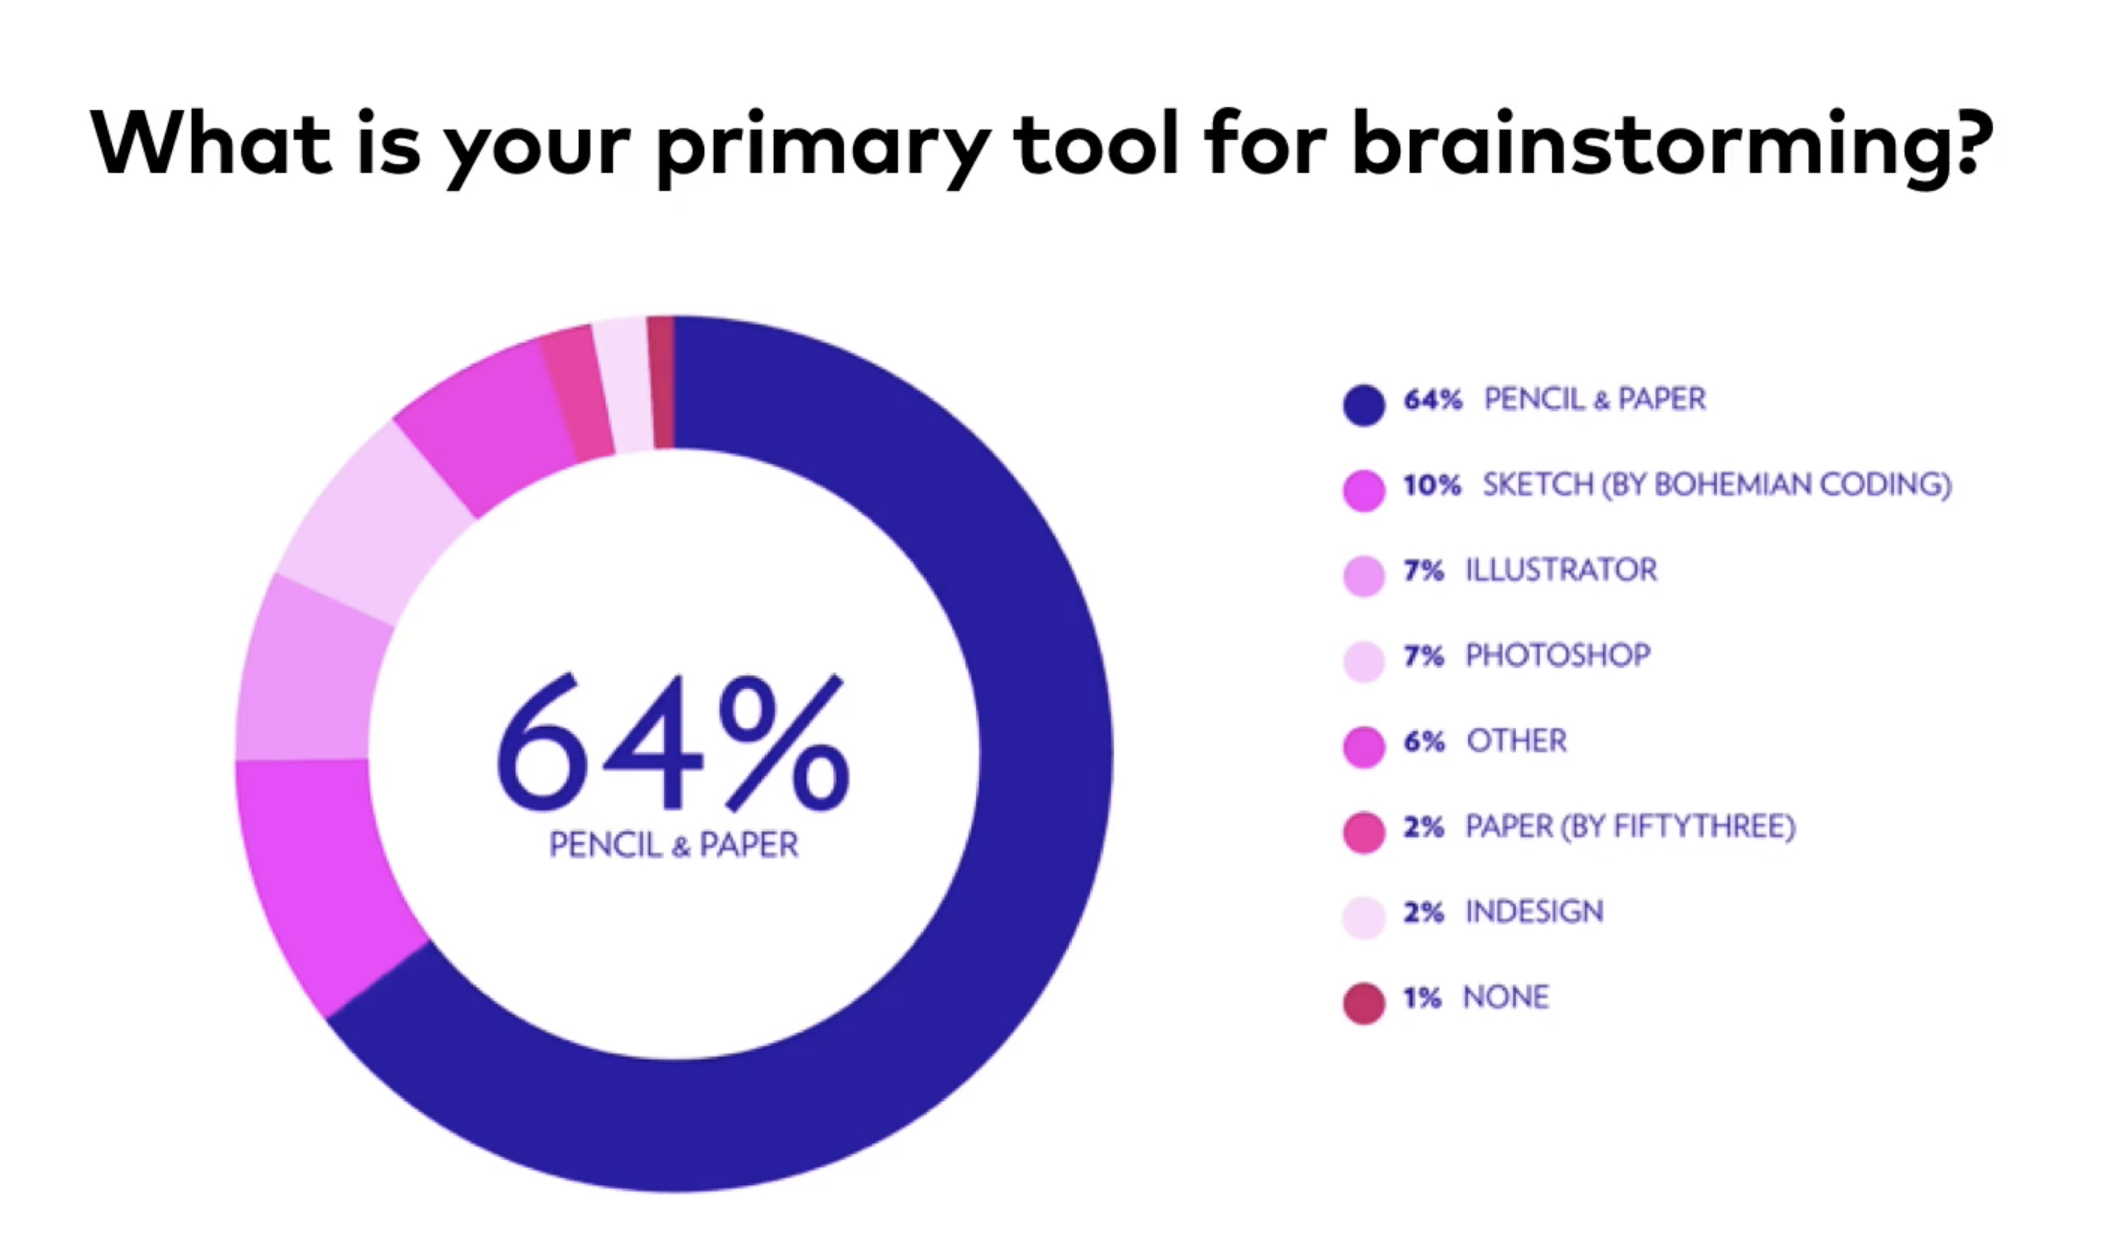 What is your primary tool for brainstorming?
64%
PENCIL & PAPER
64% PENCIL & PAPER
10% SKETCH (BY BOHEMIAN CODING)
7% ILLUSTRATOR
7% PHOTOSHOP
6% OTHER
2% PAPER (BY FIFTYTHREE)
2% INDESIGN
1% NONE